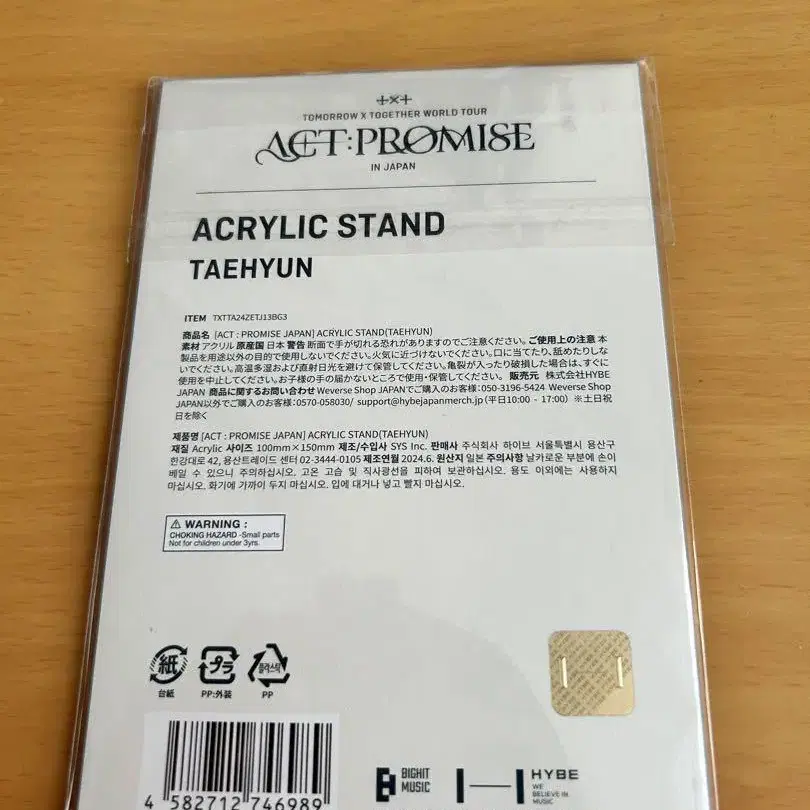 TOMORROW X TOGETHER WORLD TOUR
ACT:PROMISE
IN JAPAN
ACRYLIC STAND
TAEHYUN
ITEM TXTTA24ZETJ13BG3
商品名 [ACT : PROMISE JAPAN] ACRYLIC STAND(TAEHYUN)
素材 アクリル 原産国 日本 警告 断面で手が切れる恐れがありますのでご注意ください。ご使用上の注意 本
製品を用途以外の目的で使用しないでください。火気に近づけないでください。口に当てたり、舐めたりしな
いでください。高温多湿および直射日光を避けて保管してください。亀裂が入ったり破損した場合は、すぐに
使用を中止してください。お子様の手の届かないところで使用・保管してください。 販売元 株式会社HYBE
JAPAN 商品に関するお問い合わせ Weverse Shop JAPANでご購入のお客様:050-3196-5424 Weverse Shop
JAPAN以外でご購入のお客様:0570-058030/ support@hybejapanmerch.jp(平日10:00 - 17:00) ※土日祝
日を除く
제품명 [ACT : PROMISE JAPAN] ACRYLIC STAND(TAEHYUN)
재질 Acrylic 사이즈 100mm×150mm 제조/수입사 SYS Inc. 판매사 주식회사 하이브 서울특별시 용산구
한강대로 42, 용산트레이드 센터 02-3444-0105 제조연월 2024.6. 원산지 일본 주의사항 날카로운 부분에 손이
베일 수 있으니 주의하십시오. 고온 고습 및 직사광선을 피하여 보관하십시오. 용도 이외에는 사용하지
마십시오. 화기에 가까이 두지 마십시오. 입에 대거나 넣고 빨지 마십시오.
⚠ WARNING :
CHOKING HAZARD -Small parts
Not for children under 3yrs.
紙 プラ 플라스틱
台紙 PP:外装 PP
4 582712 746989
BIGHIT
MUSIC
HYBE
WE
BELIEVE IN
MUSIC